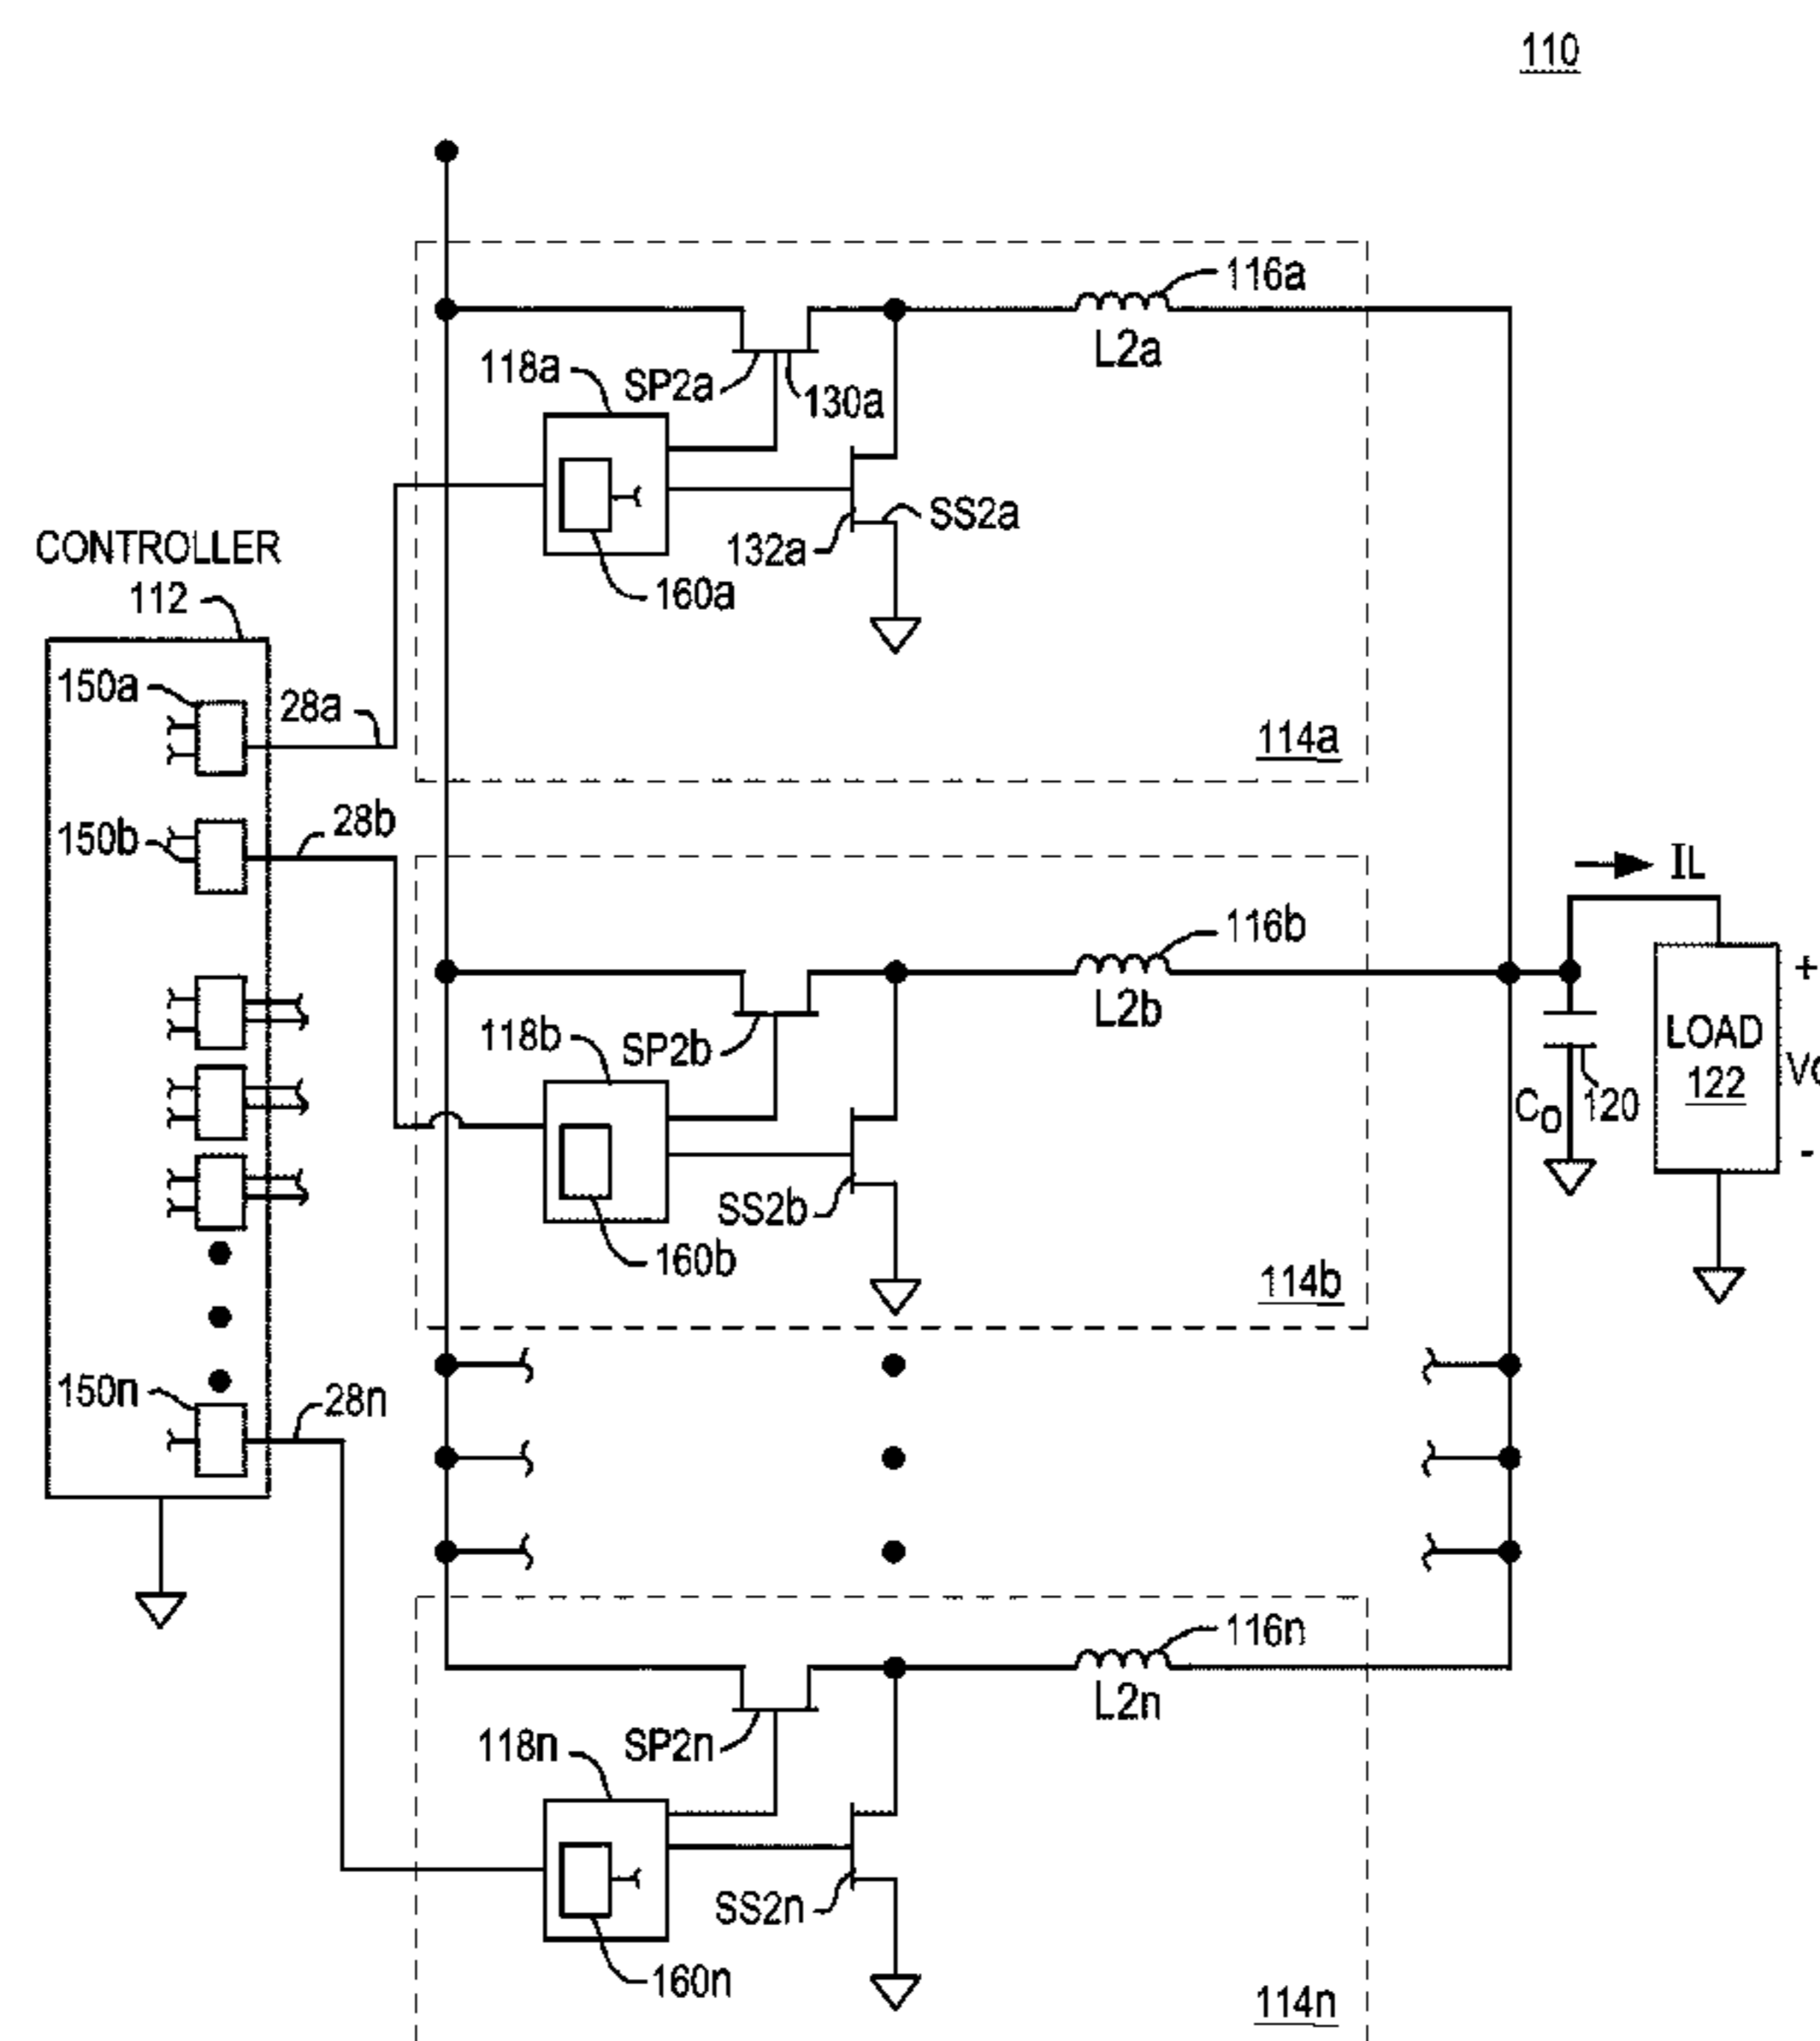 110
116a
L2a
118a
SP2a
130a
SS2a
132a
160a
CONTROLLER
112
150a
28a
114a
150b
28b
IL
116b
L2b
118b
SP2b
+
LOAD
122
Co
120
-
SS2b
160b
114b
150n
28n
116n
L2n
118n
SP2n
SS2n
160n
114n